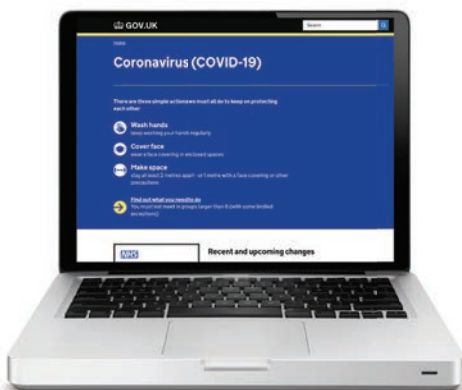 GOV.UK
Search
Home
Coronavirus (COVID-19)
There are three simple actions we must all do to keep on protecting
each other
Wash hands
keep washing your hands regularly
Cover face
wear a face covering in enclosed spaces
Make space
stay at least 2 metres apart - or 1 metre with a face covering or other
precautions
Find out what you need to do
You must not meet in groups larger than 6 (with some limited
exceptions)
NHS
Recent and upcoming changes